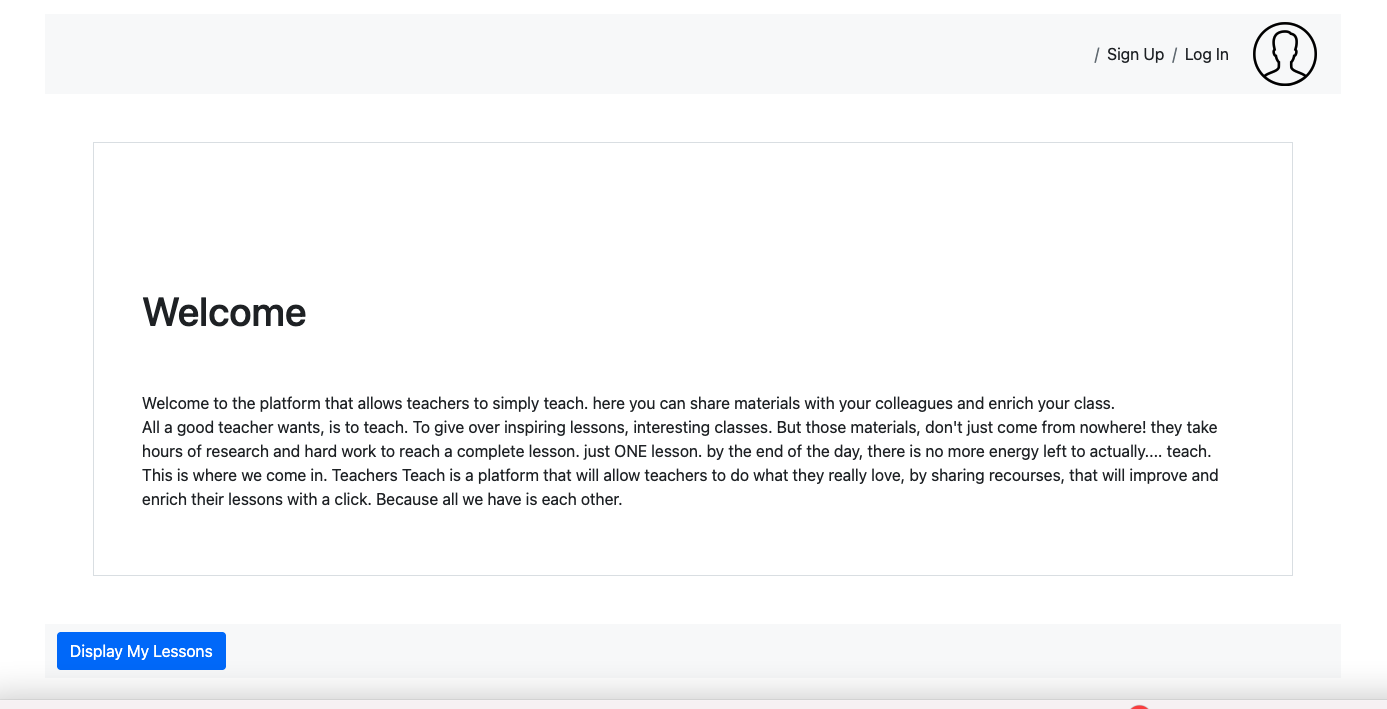 / Sign Up / Log In
Welcome
Welcome to the platform that allows teachers to simply teach. here you can share materials with your colleagues and enrich your class.
All a good teacher wants, is to teach. To give over inspiring lessons, interesting classes. But those materials, don't just come from nowhere! they take
hours of research and hard work to reach a complete lesson. just ONE lesson. by the end of the day, there is no more energy left to actually.... teach.
This is where we come in. Teachers Teach is a platform that will allow teachers to do what they really love, by sharing recourses, that will improve and
enrich their lessons with a click. Because all we have is each other.
Display My Lessons